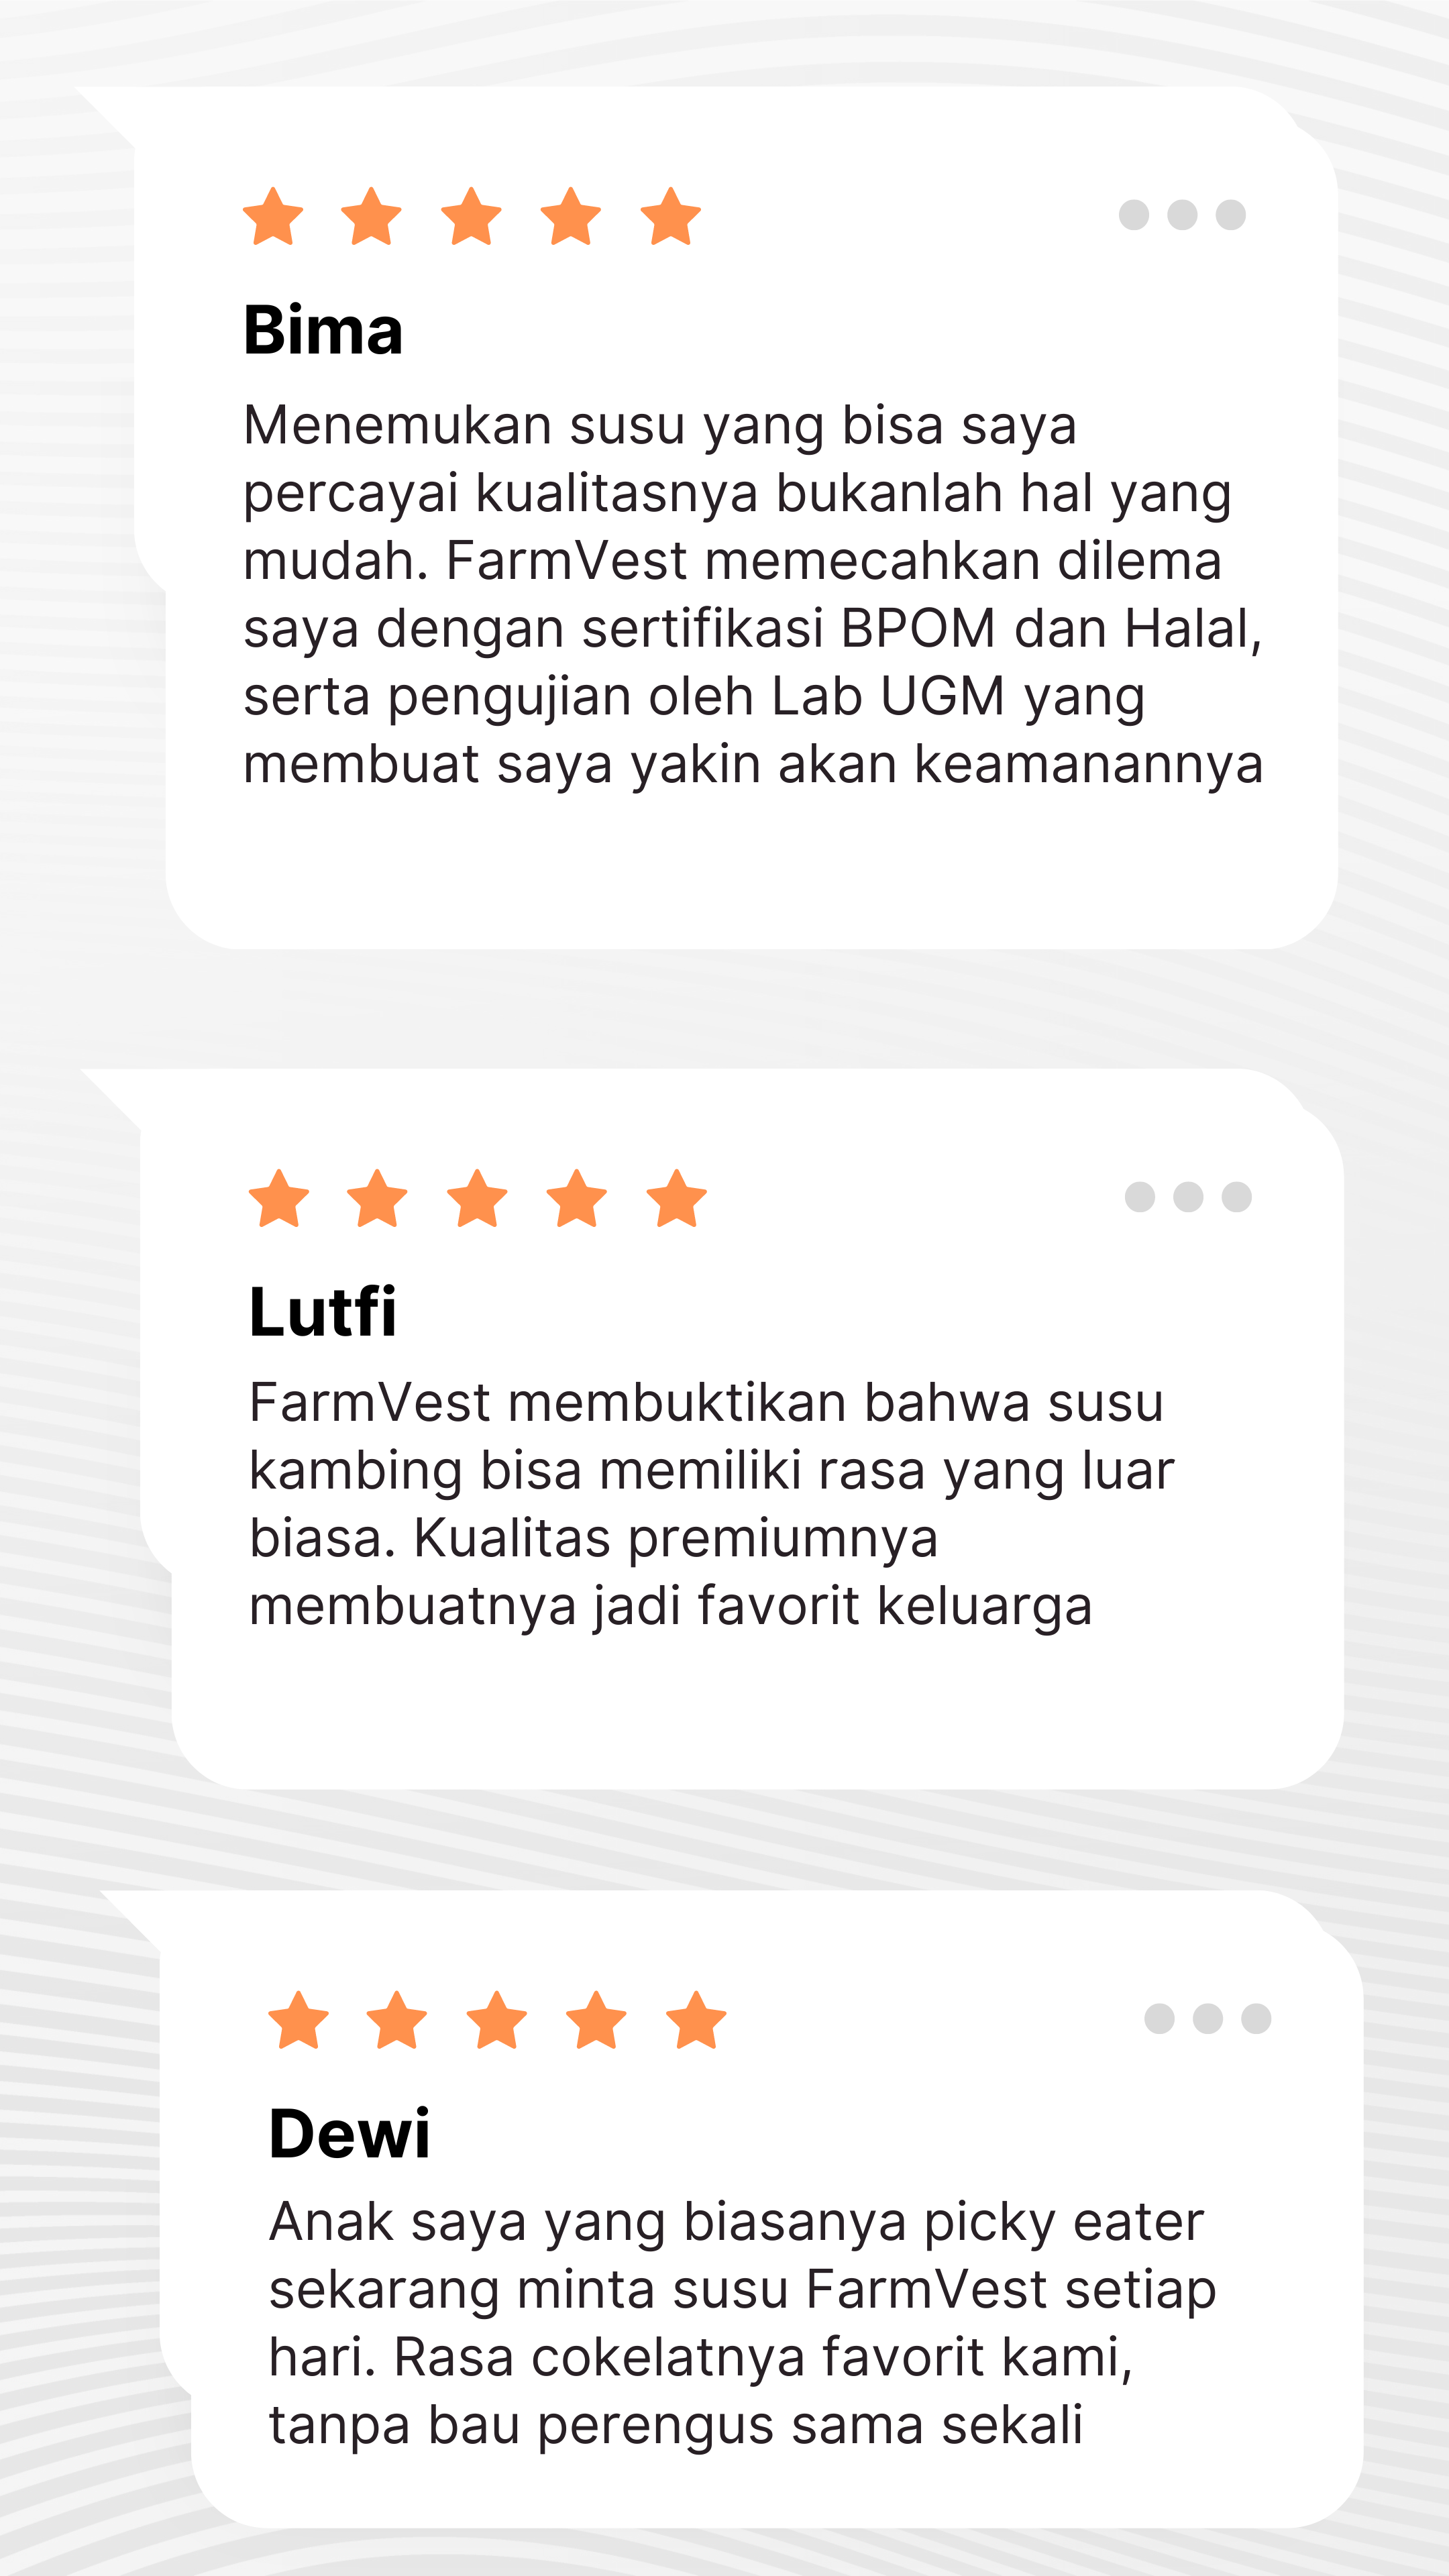 Bima
Menemukan susu yang bisa saya
percayai kualitasnya bukanlah hal yang
mudah. FarmVest memecahkan dilema
saya dengan sertifikasi BPOM dan Halal,
serta pengujian oleh Lab UGM yang
membuat saya yakin akan keamanannya
Lutfi
FarmVest membuktikan bahwa susu
kambing bisa memiliki rasa yang luar
biasa. Kualitas premiumnya
membuatnya jadi favorit keluarga
Dewi
Anak saya yang biasanya picky eater
sekarang minta susu FarmVest setiap
hari. Rasa cokelatnya favorit kami,
tanpa bau perengus sama sekali